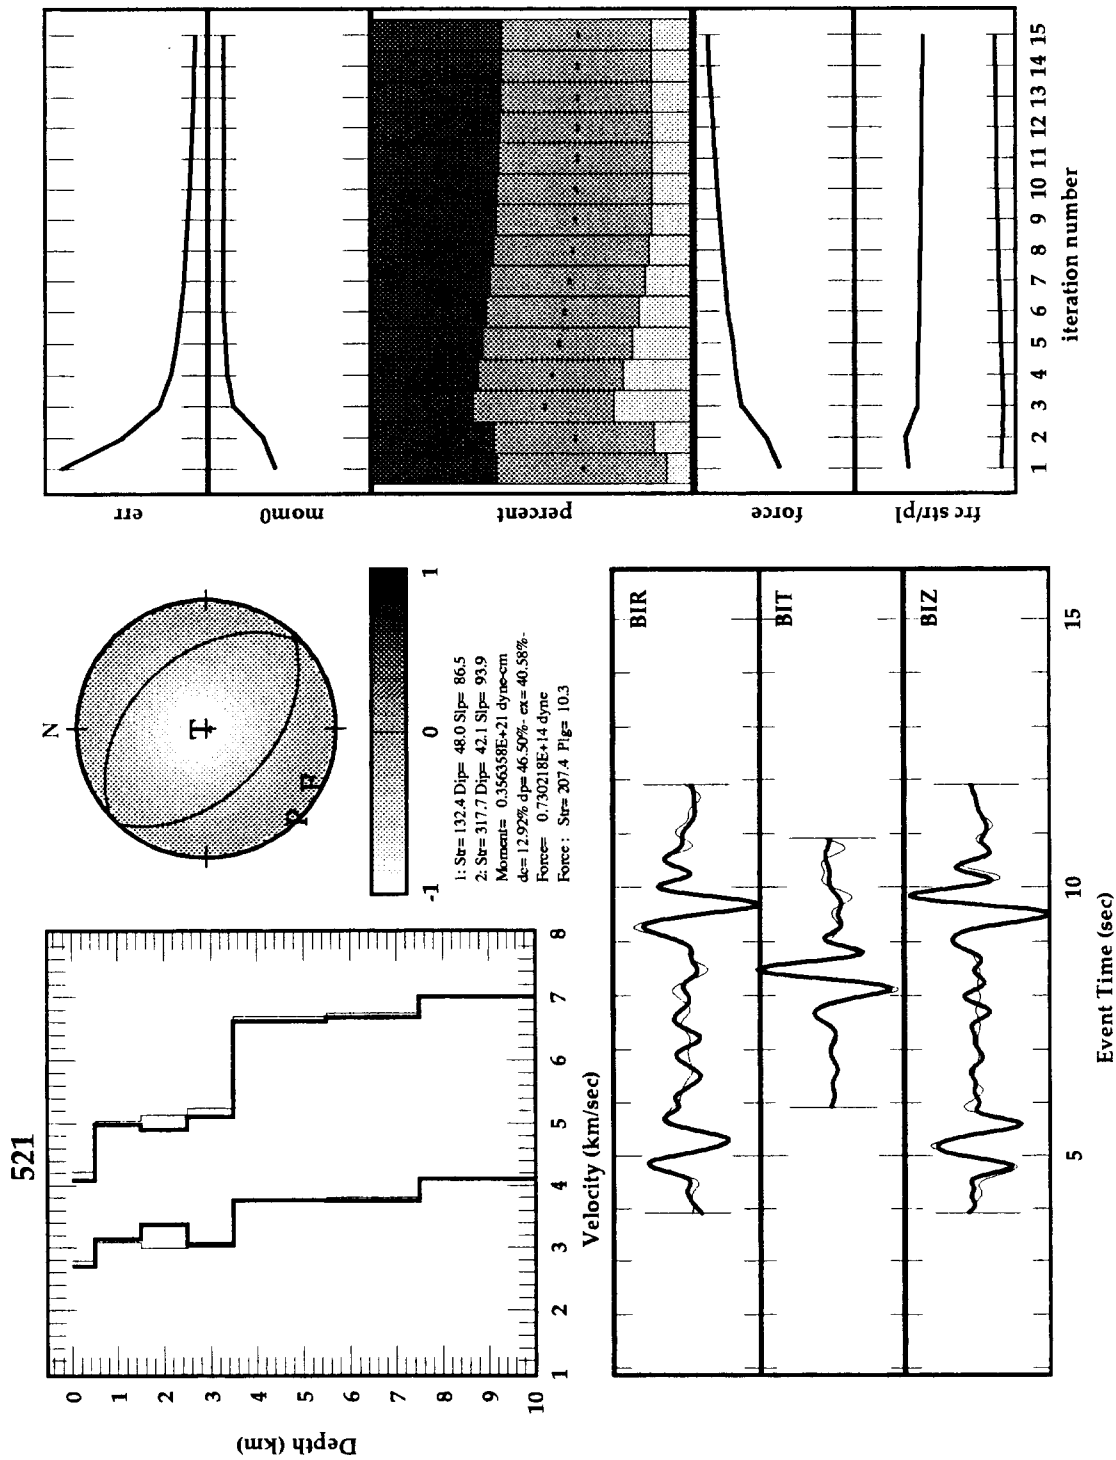 521
Depth (km)
0
1
2
3
4
5
6
7
8
9
10
1 2 3 4 5 6 7 8
Velocity (km/sec)
N
T
P F
-1 0 1
1: Str= 132.4 Dip= 48.0 Slp= 86.5
2: Str= 317.7 Dip= 42.1 Slp= 93.9
Moment= 0.356358E+21 dyne-cm
dc= 12.92% dp= 46.50%- ex= 40.58%-
Force= 0.730218E+14 dyne
Force : Str= 207.4 Plg= 10.3
err
mom0
percent
force
frc str/pl
1 2 3 4 5 6 7 8 9 10 11 12 13 14 15
iteration number
BIR
BIT
BIZ
5 10 15
Event Time (sec)